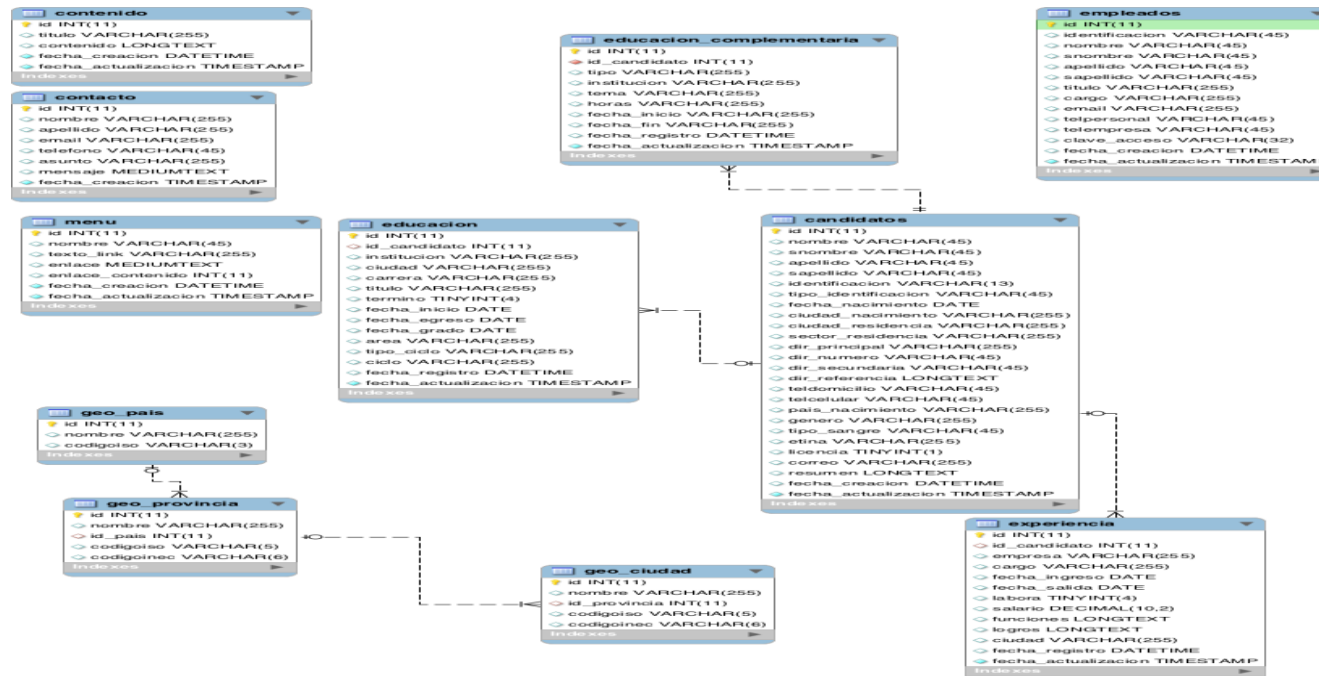 contenido
id INT(11)
titulo VARCHAR(255)
contenido LONGTEXT
fecha_creacion DATETIME
fecha_actualizacion TIMESTAMP
Indexes
contacto
id INT(11)
nombre VARCHAR(255)
apellido VARCHAR(255)
email VARCHAR(255)
telefono VARCHAR(45)
asunto VARCHAR(255)
mensaje MEDIUMTEXT
fecha_creacion TIMESTAMP
Indexes
menu
id INT(11)
nombre VARCHAR(45)
texto_link VARCHAR(255)
enlace MEDIUMTEXT
enlace_contenido INT(11)
fecha_creacion DATETIME
fecha_actualizacion TIMESTAMP
Indexes
educacion_complementaria
id INT(11)
id_candidato INT(11)
tipo VARCHAR(255)
institucion VARCHAR(255)
tema VARCHAR(255)
horas VARCHAR(255)
fecha_inicio VARCHAR(255)
fecha_fin VARCHAR(255)
fecha_registro DATETIME
fecha_actualizacion TIMESTAMP
Indexes
empleados
id INT(11)
identificacion VARCHAR(45)
nombre VARCHAR(45)
snombre VARCHAR(45)
apellido VARCHAR(45)
sapellido VARCHAR(45)
titulo VARCHAR(255)
cargo VARCHAR(255)
email VARCHAR(255)
telpersonal VARCHAR(45)
telempresa VARCHAR(45)
clave_acceso VARCHAR(32)
fecha_creacion DATETIME
fecha_actualizacion TIMESTAM
Indexes
educacion
id INT(11)
id_candidato INT(11)
institucion VARCHAR(255)
ciudad VARCHAR(255)
carrera VARCHAR(255)
titulo VARCHAR(255)
termino TINYINT(4)
fecha_inicio DATE
fecha_egreso DATE
fecha_grado DATE
area VARCHAR(255)
tipo_ciclo VARCHAR(255)
ciclo VARCHAR(255)
fecha_registro DATETIME
fecha_actualizacion TIMESTAMP
Indexes
candidatos
id INT(11)
nombre VARCHAR(45)
snombre VARCHAR(45)
apellido VARCHAR(45)
sapellido VARCHAR(45)
identificacion VARCHAR(13)
tipo_identificacion VARCHAR(45)
fecha_nacimiento DATE
ciudad_nacimiento VARCHAR(255)
ciudad_residencia VARCHAR(255)
sector_residencia VARCHAR(255)
dir_principal VARCHAR(255)
dir_numero VARCHAR(45)
dir_secundaria VARCHAR(45)
dir_referencia LONGTEXT
teldomicilio VARCHAR(45)
telcelular VARCHAR(45)
pais_nacimiento VARCHAR(255)
genero VARCHAR(255)
tipo_sangre VARCHAR(45)
etina VARCHAR(255)
licencia TINYINT(1)
correo VARCHAR(255)
resumen LONGTEXT
fecha_creacion DATETIME
fecha_actualizacion TIMESTAMP
Indexes
geo_pais
id INT(11)
nombre VARCHAR(255)
codigoiso VARCHAR(3)
Indexes
geo_provincia
id INT(11)
nombre VARCHAR(255)
id_pais INT(11)
codigoiso VARCHAR(5)
codigoinec VARCHAR(6)
Indexes
geo_ciudad
id INT(11)
nombre VARCHAR(255)
id_provincia INT(11)
codigoiso VARCHAR(5)
codigoinec VARCHAR(6)
Indexes
experiencia
id INT(11)
id_candidato INT(11)
empresa VARCHAR(255)
cargo VARCHAR(255)
fecha_ingreso DATE
fecha_salida DATE
labora TINYINT(4)
salario DECIMAL(10,2)
funciones LONGTEXT
logros LONGTEXT
ciudad VARCHAR(255)
fecha_registro DATETIME
fecha_actualizacion TIMESTAMP
Indexes